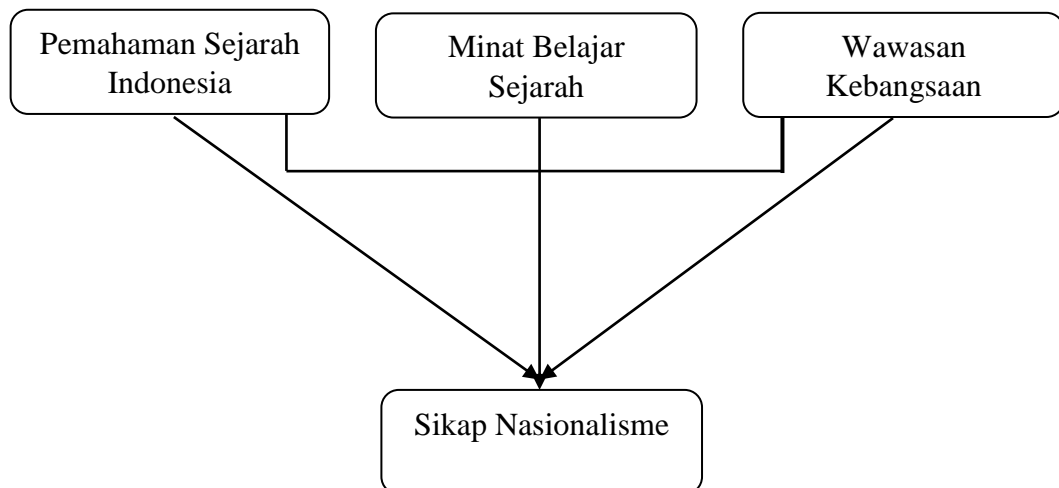 Pemahaman Sejarah
Indonesia
Minat Belajar
Sejarah
Wawasan
Kebangsaan
Sikap Nasionalisme